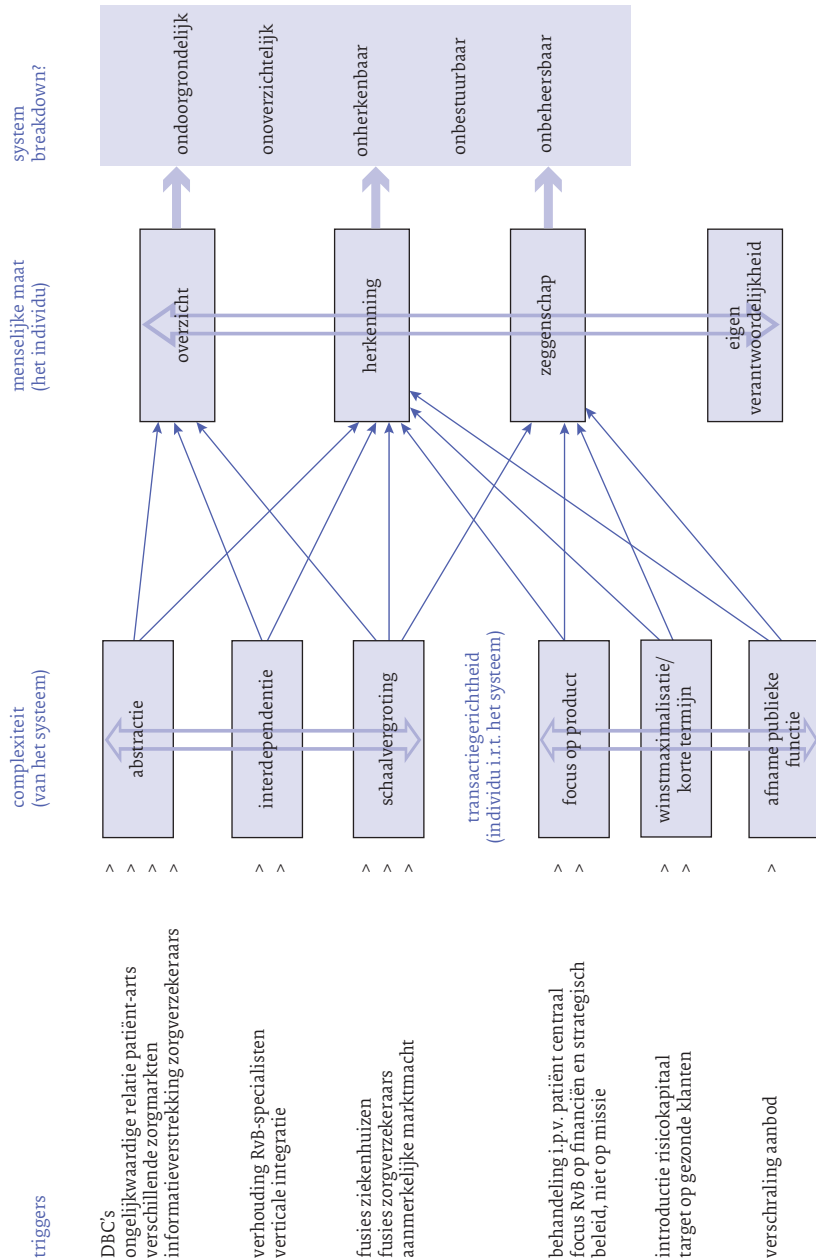 triggers
DBC's
ongelijkwaardige relatie patiënt-arts
verschillende zorgmarkten
informatieverstrekking zorgverzekeraars
verhouding RvB-specialisten
verticale integratie
fusies ziekenhuizen
fusies zorgverzekeraars
aanmerkelijke marktmacht
behandeling i.p.v. patiënt centraal
focus RvB op financiën en strategisch
beleid, niet op missie
introductie risicokapitaal
target op gezonde klanten
verschraling aanbod
>
>
>
>
>
>
>
>
>
>
>
>
>
>
complexiteit
(van het systeem)
abstractie
interdependentie
schaalvergroting
transactiegerichtheid
(individu i.r.t. het systeem)
focus op product
winstmaximalisatie/
korte termijn
afname publieke
functie
menselijke maat
(het individu)
overzicht
herkenning
zeggenschap
eigen
verantwoordelijkheid
system
breakdown?
ondoorgrondelijk
onoverzichtelijk
onherkenbaar
onbestuurbaar
onbeheersbaar